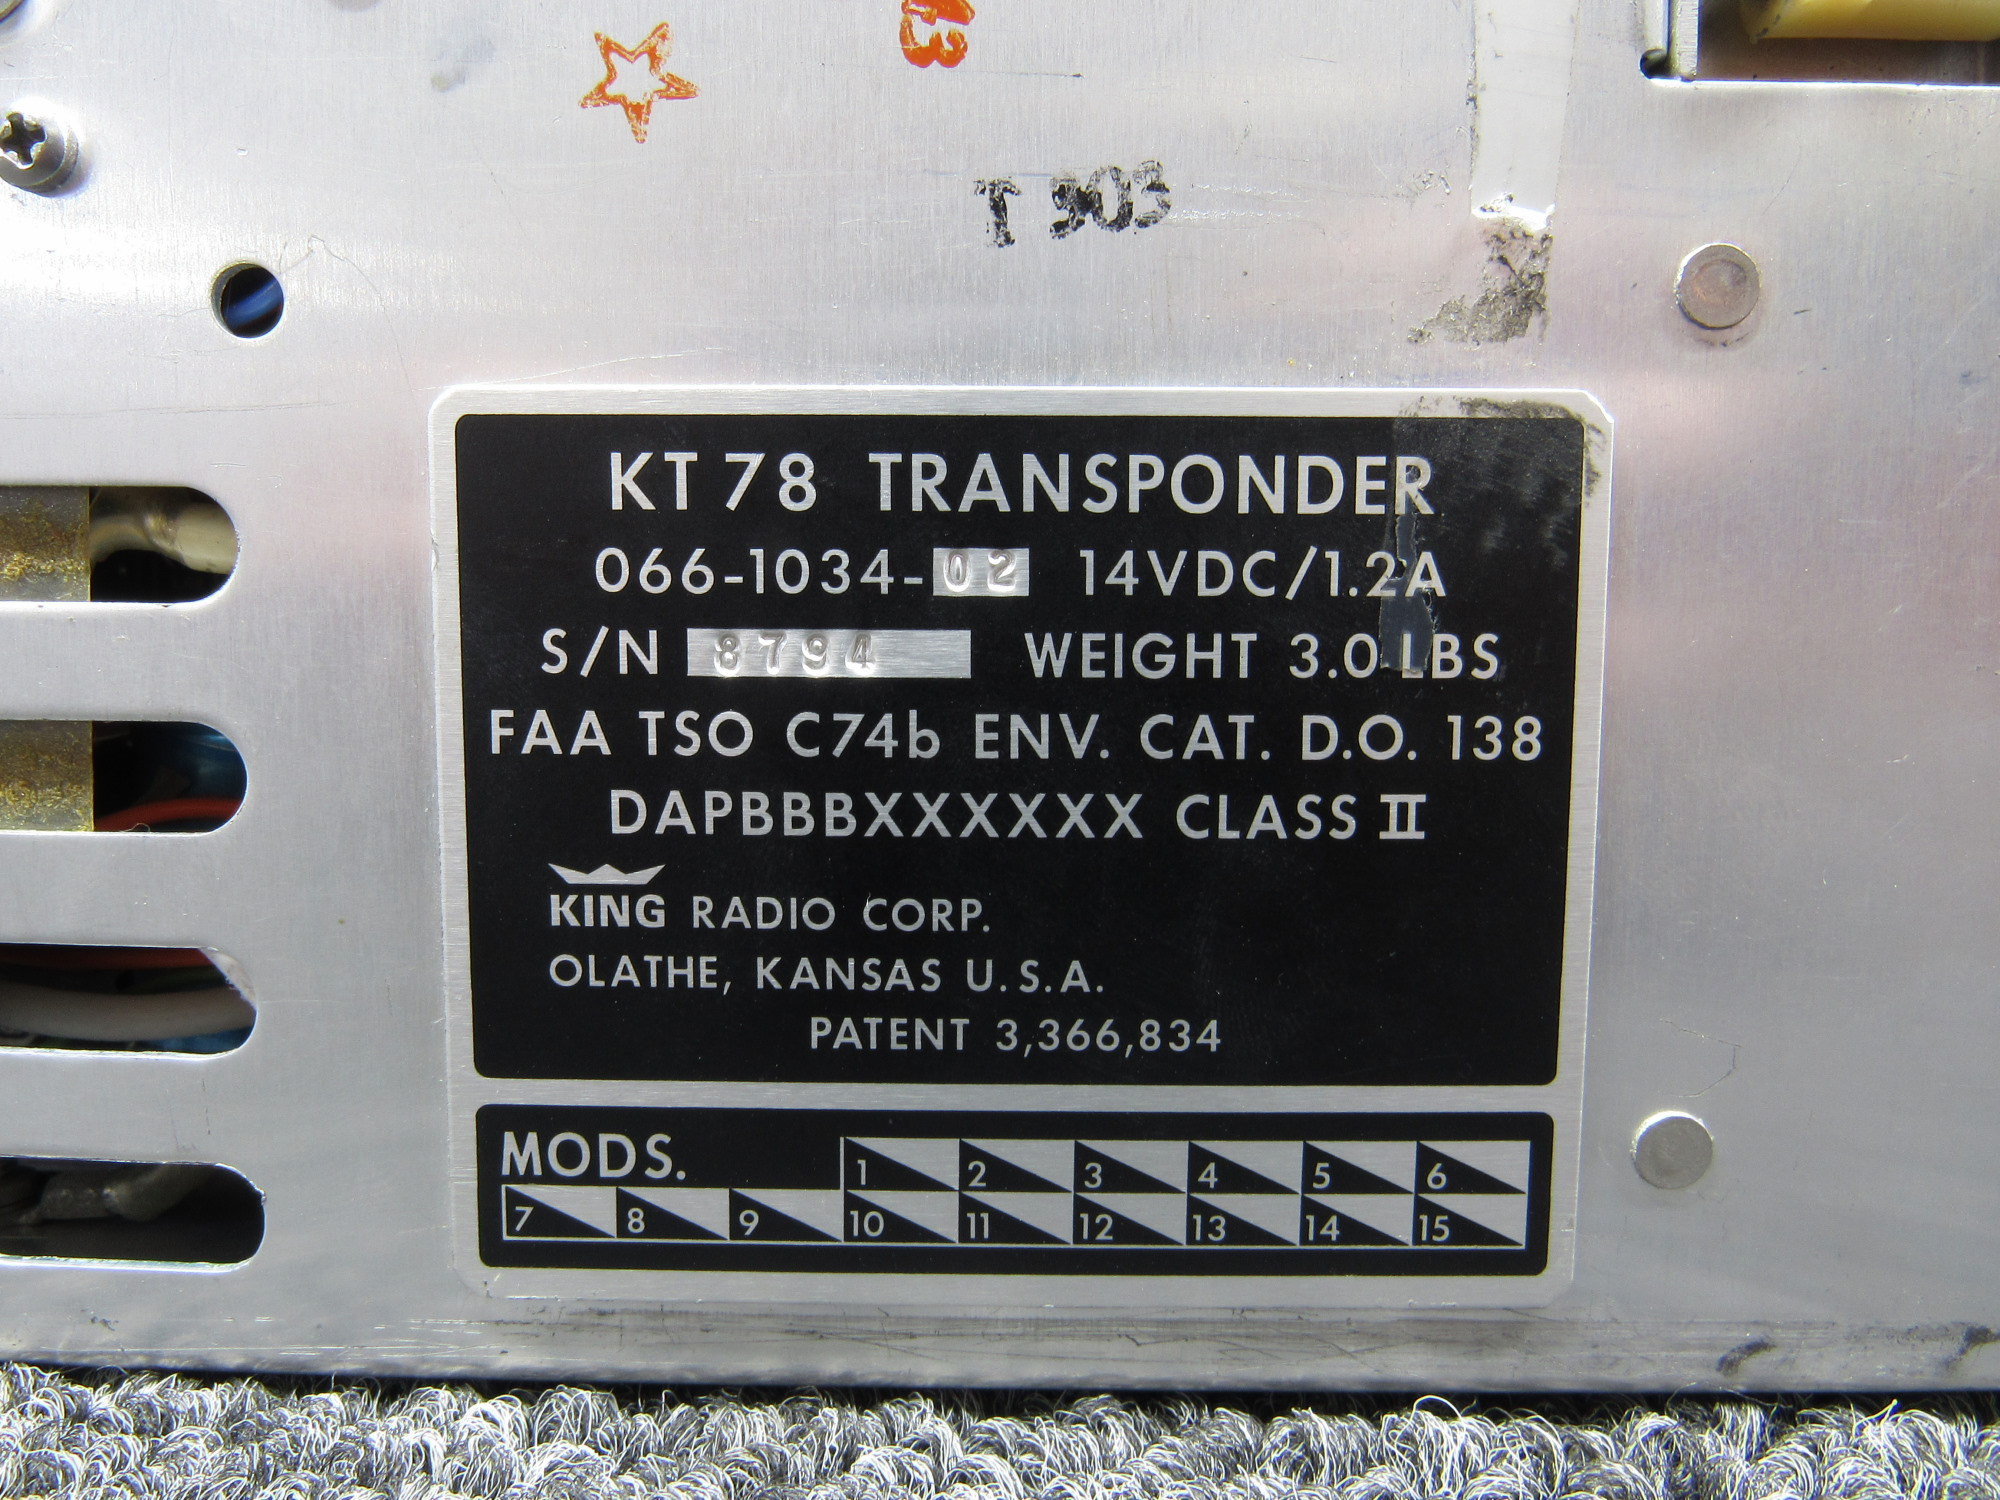 T 903
KT 78 TRANSPONDER
066-1034-02 14VDC/1.2A
S/N 8794 WEIGHT 3.0 LBS
FAA TSO C74b ENV. CAT. D.O. 138
DAPBBBXXXXXX CLASS II
KING RADIO CORP.
OLATHE, KANSAS U.S.A.
PATENT 3,366,834
MODS. 1 2 3 4 5 6
7 8 9 10 11 12 13 14 15